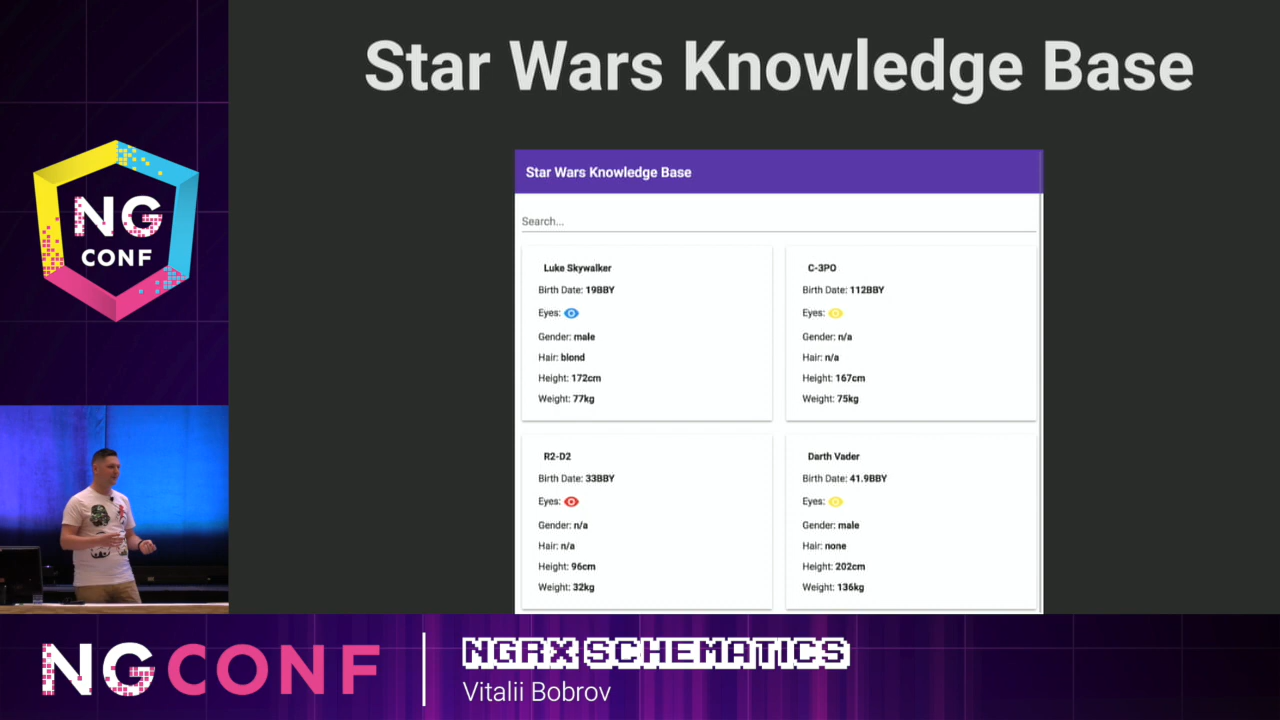 Star Wars Knowledge Base
NG
CONF
Star Wars Knowledge Base
Search...
Luke Skywalker
Birth Date: 19BBY
Eyes:
Gender: male
Hair: blond
Height: 172cm
Weight: 77kg
C-3PO
Birth Date: 112BBY
Eyes:
Gender: n/a
Hair: n/a
Height: 167cm
Weight: 75kg
R2-D2
Birth Date: 33BBY
Eyes:
Gender: n/a
Hair: n/a
Height: 96cm
Weight: 32kg
Darth Vader
Birth Date: 41.9BBY
Eyes:
Gender: male
Hair: none
Height: 202cm
Weight: 136kg
NGCONF
NGRX SCHEMATICS
Vitalii Bobrov